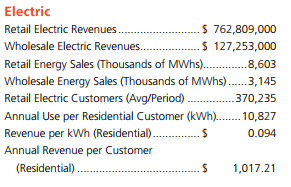 Electric
Retail Electric Revenues............................ $ 762,809,000
Wholesale Electric Revenues.................... $ 127,253,000
Retail Energy Sales (Thousands of MWhs)...............8,603
Wholesale Energy Sales (Thousands of MWhs)......3,145
Retail Electric Customers (Avg/Period) ................370,235
Annual Use per Residential Customer (kWh)........10,827
Revenue per kWh (Residential)................ $ 0.094
Annual Revenue per Customer
(Residential) .......................................... $ 1,017.21